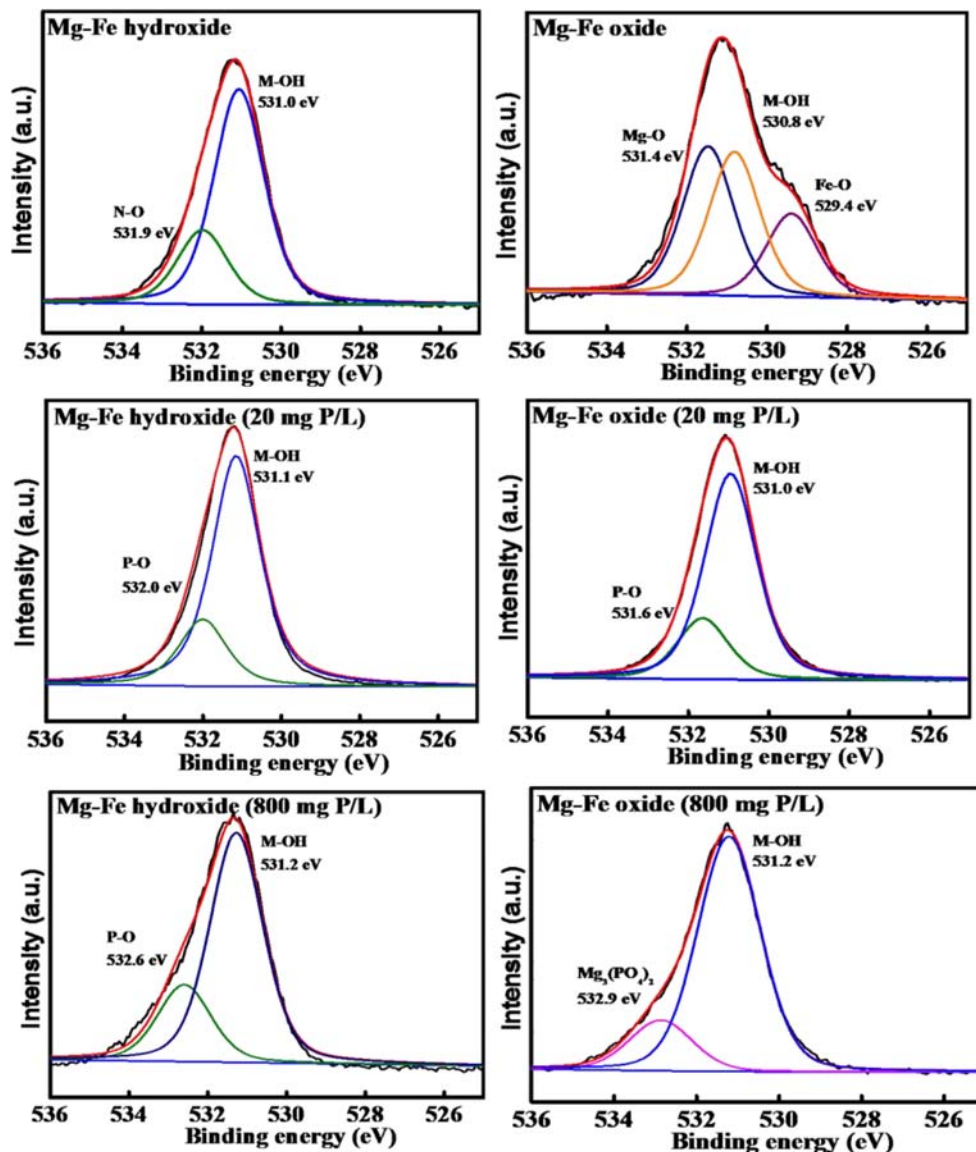 Mg-Fe hydroxide
M-OH
531.0 eV
N-O
531.9 eV
Intensity (a.u.)
536 534 532 530 528 526
Binding energy (eV)
Mg-Fe oxide
M-OH
530.8 eV
Mg-O
531.4 eV
Fe-O
529.4 eV
Intensity (a.u.)
536 534 532 530 528 526
Binding energy (eV)
Mg-Fe hydroxide (20 mg P/L)
M-OH
531.1 eV
P-O
532.0 eV
Intensity (a.u.)
536 534 532 530 528 526
Binding energy (eV)
Mg-Fe oxide (20 mg P/L)
M-OH
531.0 eV
P-O
531.6 eV
Intensity (a.u.)
536 534 532 530 528 526
Binding energy (eV)
Mg-Fe hydroxide (800 mg P/L)
M-OH
531.2 eV
P-O
532.6 eV
Intensity (a.u.)
536 534 532 530 528 526
Binding energy (eV)
Mg-Fe oxide (800 mg P/L)
M-OH
531.2 eV
Mg₃(PO₄)₂
532.9 eV
Intensity (a.u.)
536 534 532 530 528 526
Binding energy (eV)